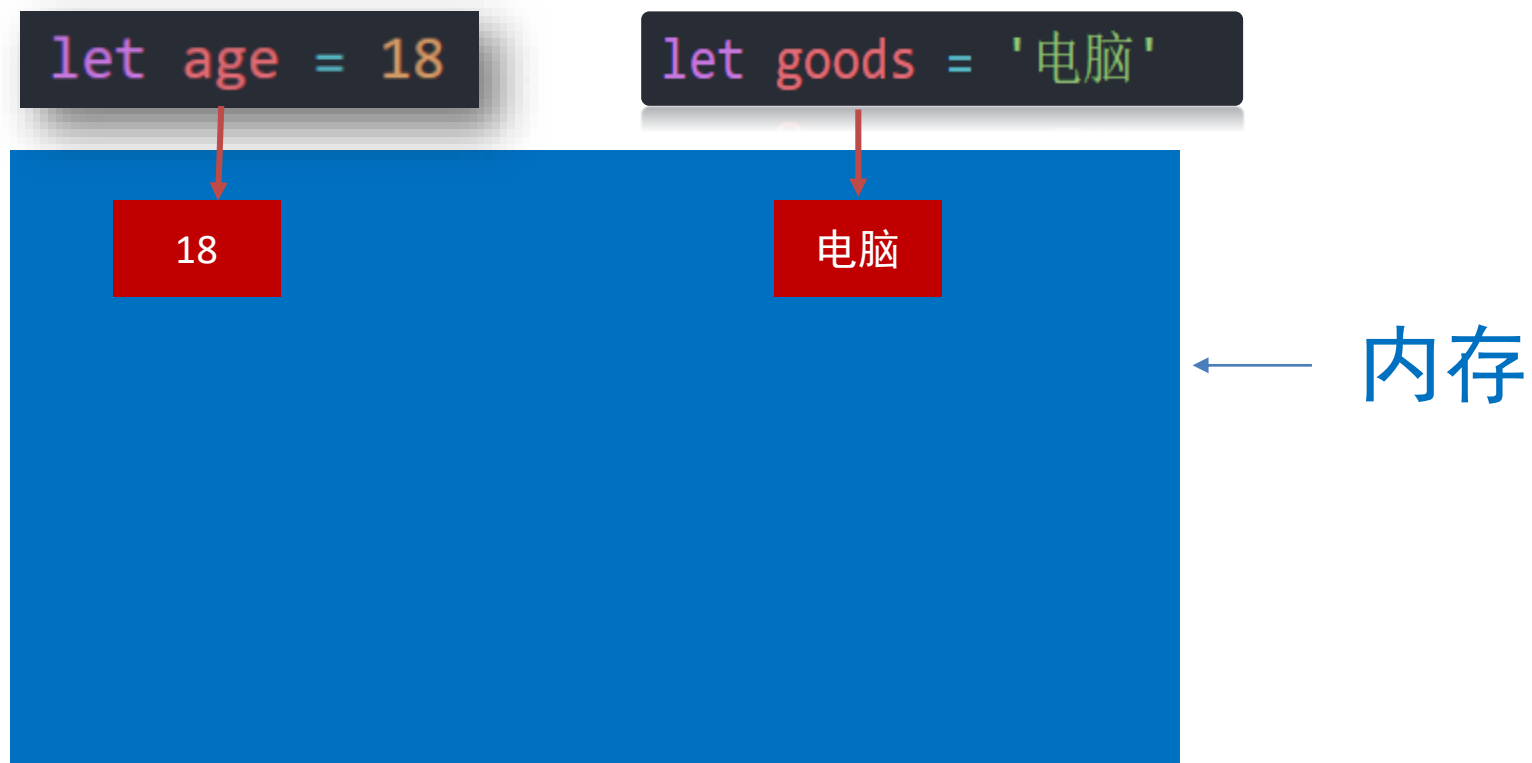 let age = 18
let goods = '电脑'
18
电脑
内存